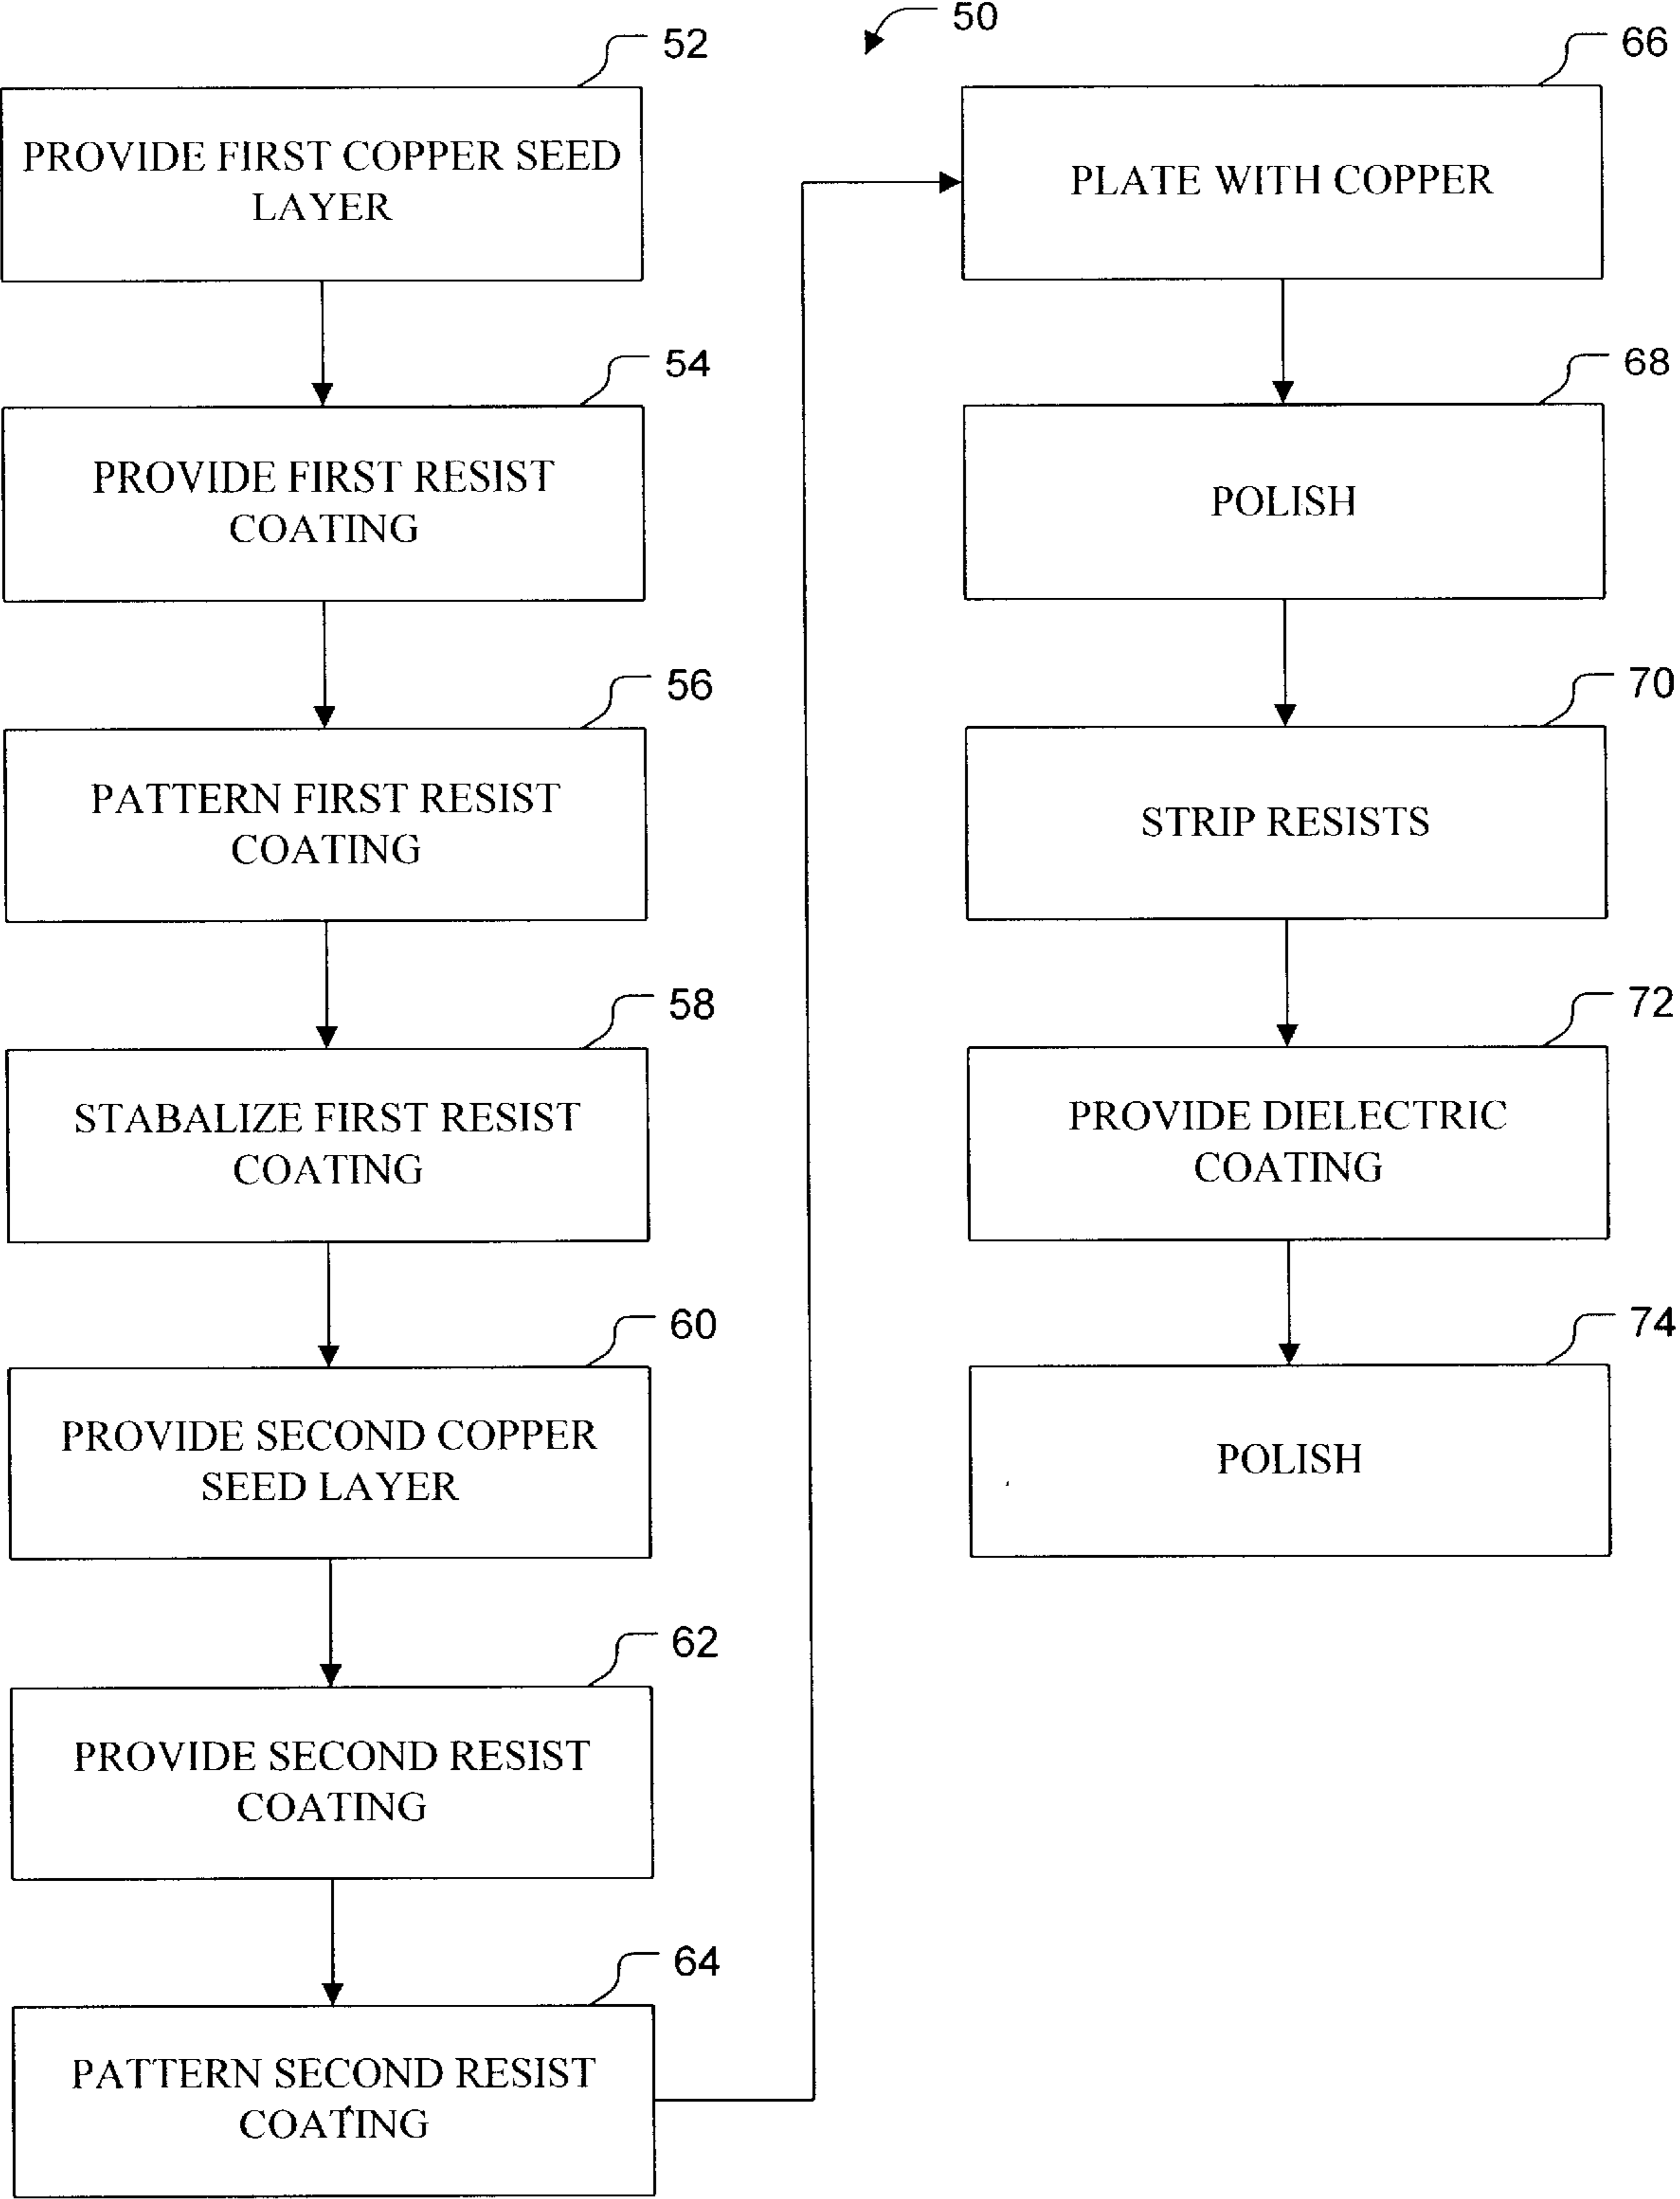 50
52
PROVIDE FIRST COPPER SEED
LAYER
54
PROVIDE FIRST RESIST
COATING
56
PATTERN FIRST RESIST
COATING
58
STABALIZE FIRST RESIST
COATING
60
PROVIDE SECOND COPPER
SEED LAYER
62
PROVIDE SECOND RESIST
COATING
64
PATTERN SECOND RESIST
COATING
66
PLATE WITH COPPER
68
POLISH
70
STRIP RESISTS
72
PROVIDE DIELECTRIC
COATING
74
POLISH